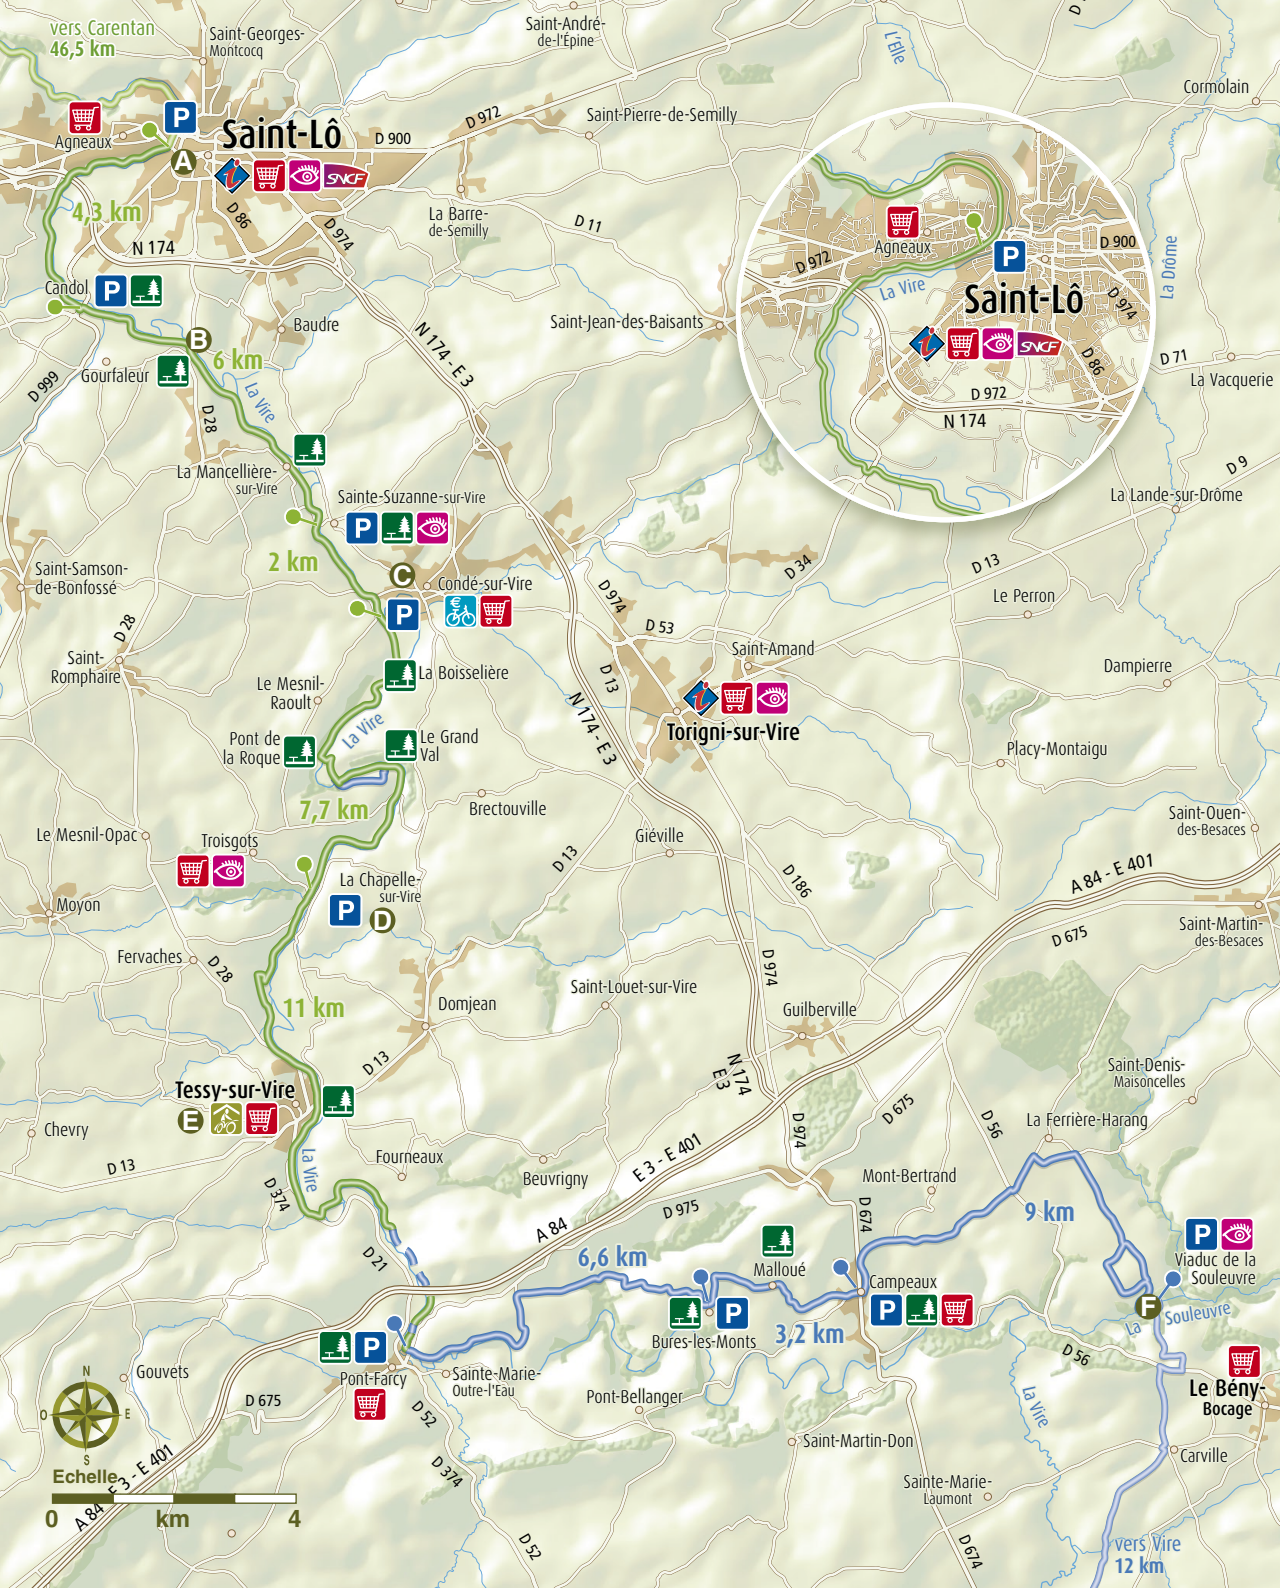 vers Carentan
46,5 km
Saint-Georges-
Montcocq
Saint-André-
de-l'Épine
L'Elle
D
Cormolain
P
Agneaux
Saint-Lô
D 900
D 972
Saint-Pierre-de-Semilly
A
i
SNCF
4,3 km
D 86
D 974
N 174
La Barre-
de-Semilly
D 11
Candol
P
Baudre
B
6 km
Gourfaleur
D 999
La Vire
D 28
N 174 - E 3
Saint-Jean-des-Baisants
Agneaux
D 972
La Vire
P
D 900
Saint-Lô
D 974
i
SNCF
D 86
D 972
N 174
La Drôme
D 71
La Vacquerie
D 9
La Lande-sur-Drôme
La Mancellière-
sur-Vire
Sainte-Suzanne-sur-Vire
P
2 km
C
Condé-sur-Vire
P
€
Saint-Samson-
de-Bonfossé
D 28
Saint-
Romphaire
D 974
D 34
D 13
Le Perron
D 53
Saint-Amand
Dampierre
D 13
i
Torigni-sur-Vire
N 174 - E 3
La Boisselière
Le Mesnil-
Raoult
La Vire
Pont de
la Roque
Le Grand
Val
Placy-Montaigu
7,7 km
Brectouville
Saint-Ouen-
des-Besaces
Le Mesnil-Opac
Troisgots
Giéville
D 13
D 186
A 84 - E 401
La Chapelle-
sur-Vire
P
D
Moyon
Saint-Martin-
des-Besaces
D 675
Fervaches
D 28
D 974
11 km
Domjean
Saint-Louet-sur-Vire
Guilberville
D 13
N 174
E 3
Saint-Denis-
Maisoncelles
Tessy-sur-Vire
E
D 675
D 56
La Ferrière-Harang
Chevry
D 974
D 13
La Vire
Fourneaux
E 3 - E 401
Beuvrigny
Mont-Bertrand
D 374
D 975
D 674
9 km
A 84
D 21
6,6 km
Malloué
P
Viaduc de la
Souleuvre
Campeaux
P
F
La Souleuvre
P
Bures-les-Monts
3,2 km
P
Pont-Farcy
Sainte-Marie-
Outre-l'Eau
D 56
Gouvets
N
O
E
S
D 675
D 52
Pont-Bellanger
La Vire
Le Bény-
Bocage
Saint-Martin-Don
Carville
D 374
A 84 - E 3 - E 401
Echelle
0
km
4
Sainte-Marie-
Laumont
D 52
D 674
vers Vire
12 km